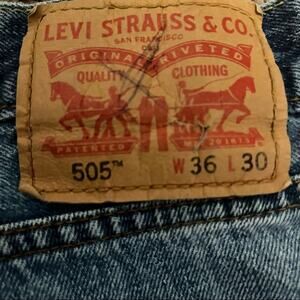 LEVI STRAUSS & CO.
SAN FRANCISCO
CAL
ORIGINAL RIVETED
QUALITY CLOTHING
PATENTED
505™ W 36 L 30